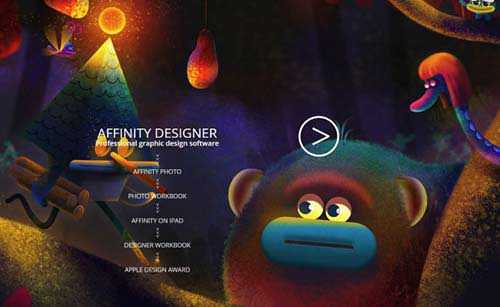 AFFINITY DESIGNER
Professional graphic design software
AFFINITY PHOTO
PHOTO WORKBOOK
AFFINITY ON IPAD
DESIGNER WORKBOOK
APPLE DESIGN AWARD